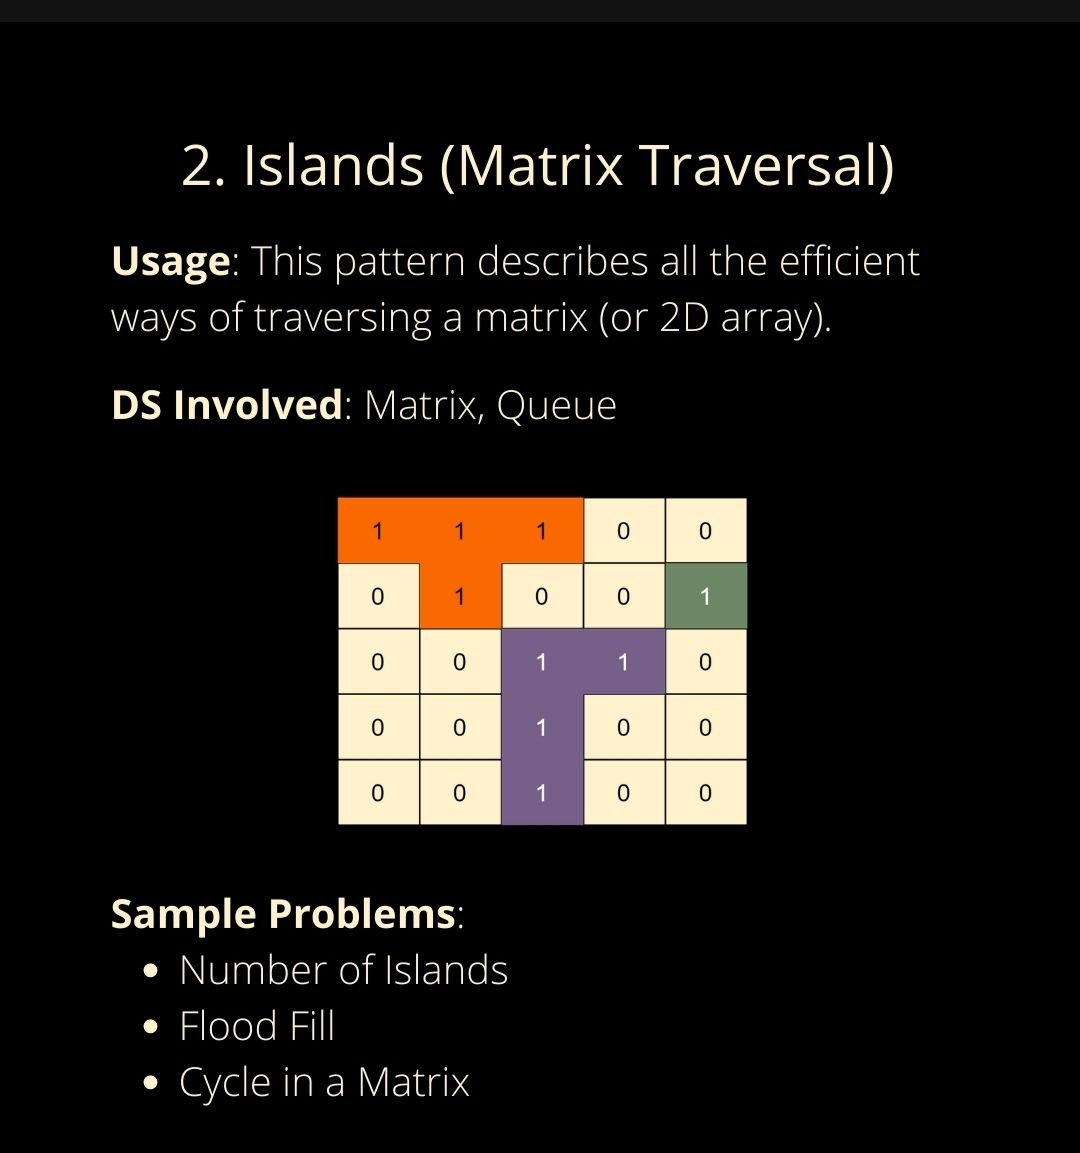 2. Islands (Matrix Traversal)
Usage: This pattern describes all the efficient
ways of traversing a matrix (or 2D array).
DS Involved: Matrix, Queue
1 1 1 0 0
0 1 0 0 1
0 0 1 1 0
0 0 1 0 0
0 0 1 0 0
Sample Problems:
• Number of Islands
• Flood Fill
• Cycle in a Matrix